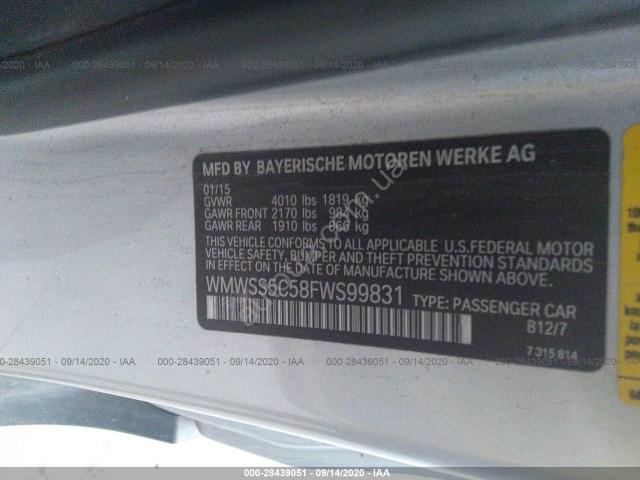 000-28439051 - 09/14/2020 - IAA
MFD BY BAYERISCHE MOTOREN WERKE AG
01/15
GVWR 4010 lbs 1819 kg
GAWR FRONT 2170 lbs 984 kg
GAWR REAR 1910 lbs 866 kg
THIS VEHICLE CONFORMS TO ALL APPLICABLE U.S.FEDERAL MOTOR
VEHICLE SAFETY, BUMPER AND THEFT PREVENTION STANDARDS
IN EFFECT ON THE DATE OF MANUFACTURE SHOWN ABOVE.
WMWSS5C58FWS99831 TYPE: PASSENGER CAR
B12/7
7 315 814
000-28439051 - 09/14/2020 - IAA
000-28439051 - 09/14/2020 - IAA